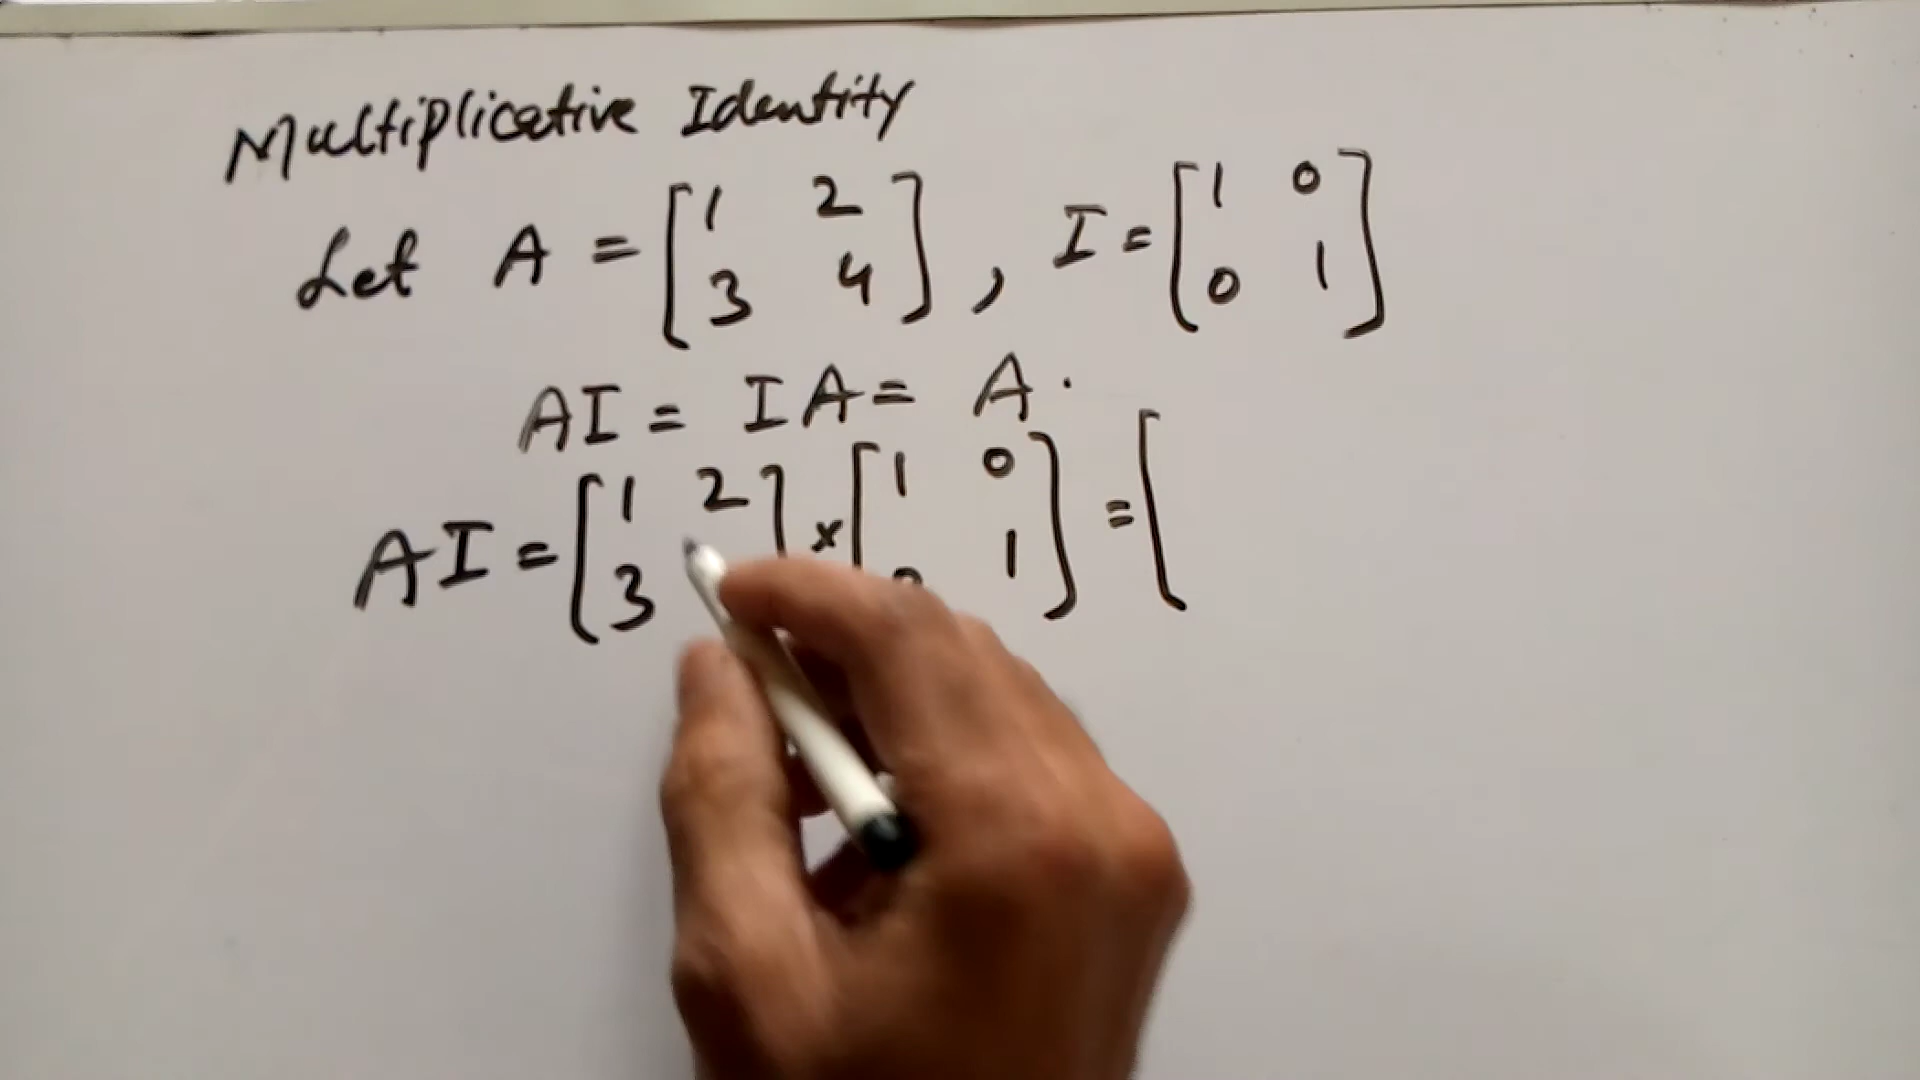 Multiplicative Identity
Let A = [1 2 3 4], I = [1 0 0 1]
AI = IA = A.
AI = [1 2 3 ] × [1 0 1] = [